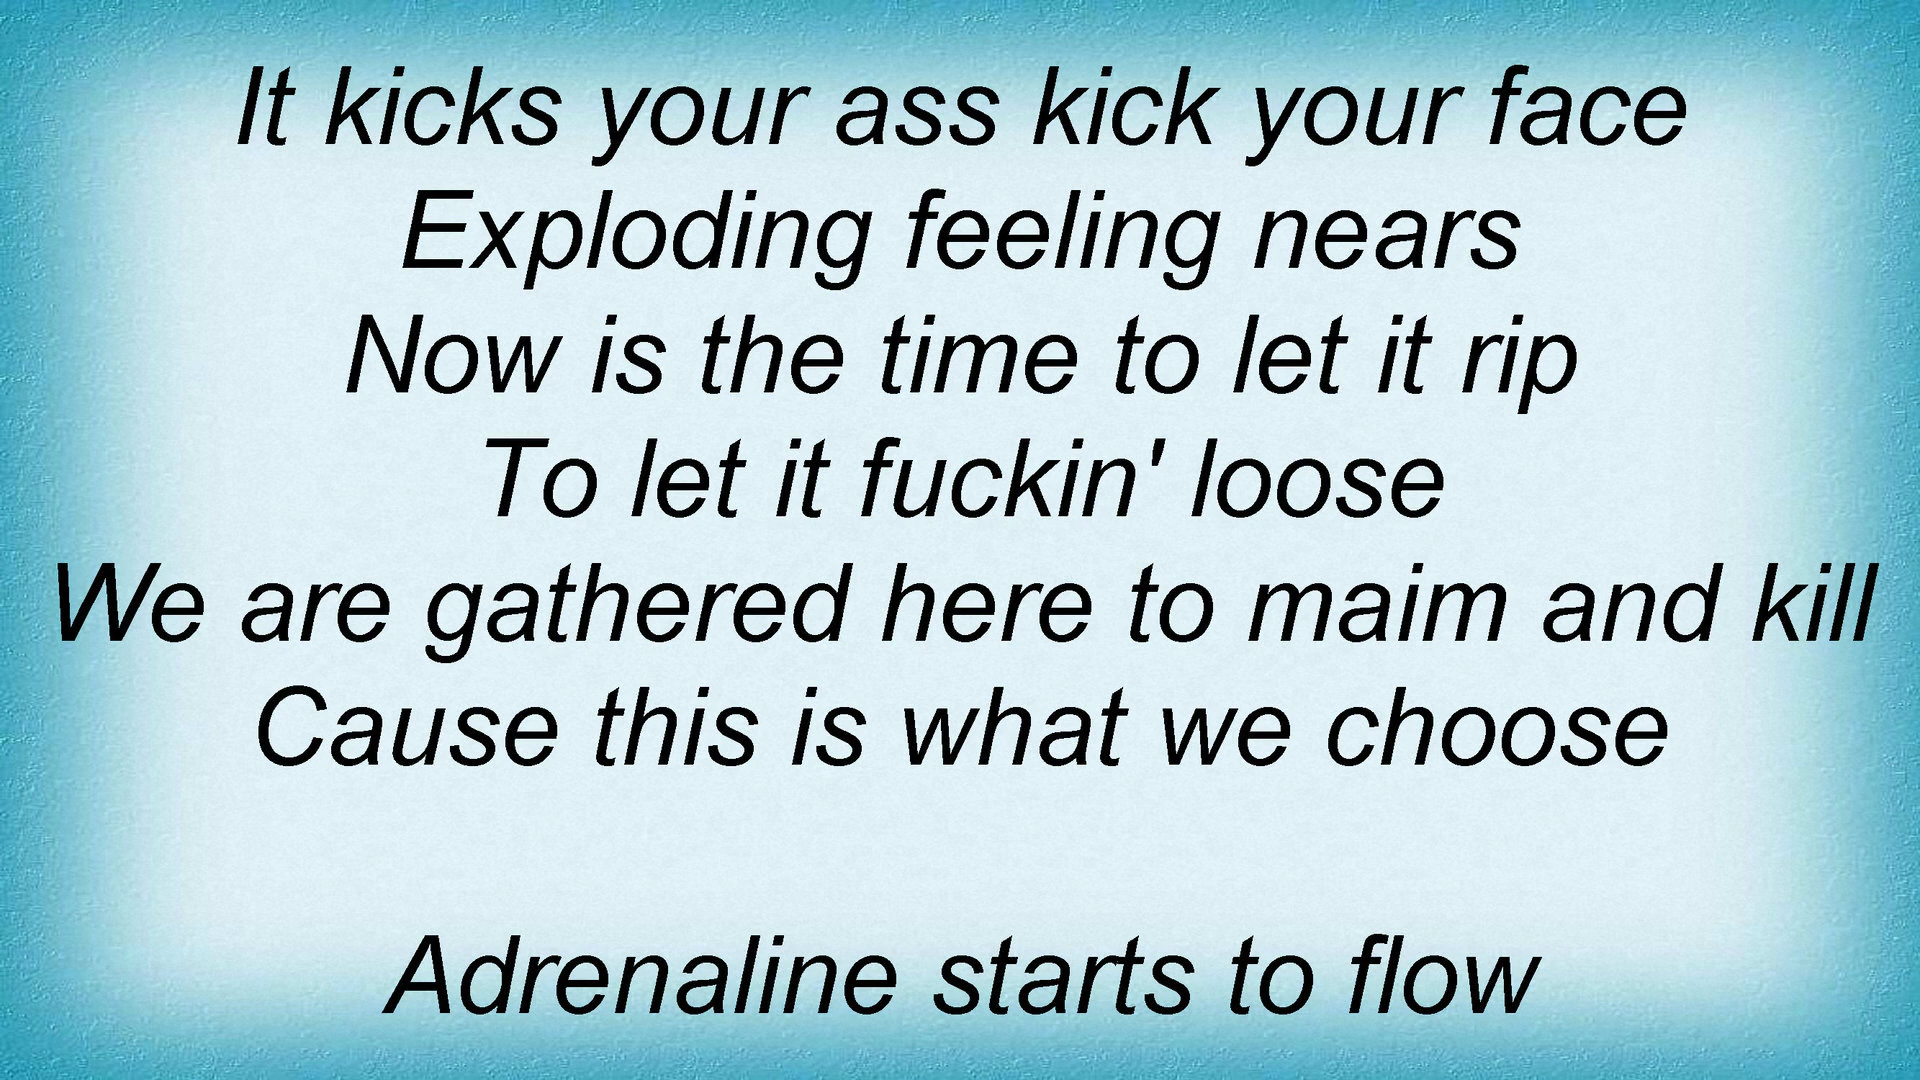 It kicks your ass kick your face
Exploding feeling nears
Now is the time to let it rip
To let it fuckin' loose
We are gathered here to maim and kill
Cause this is what we choose
Adrenaline starts to flow